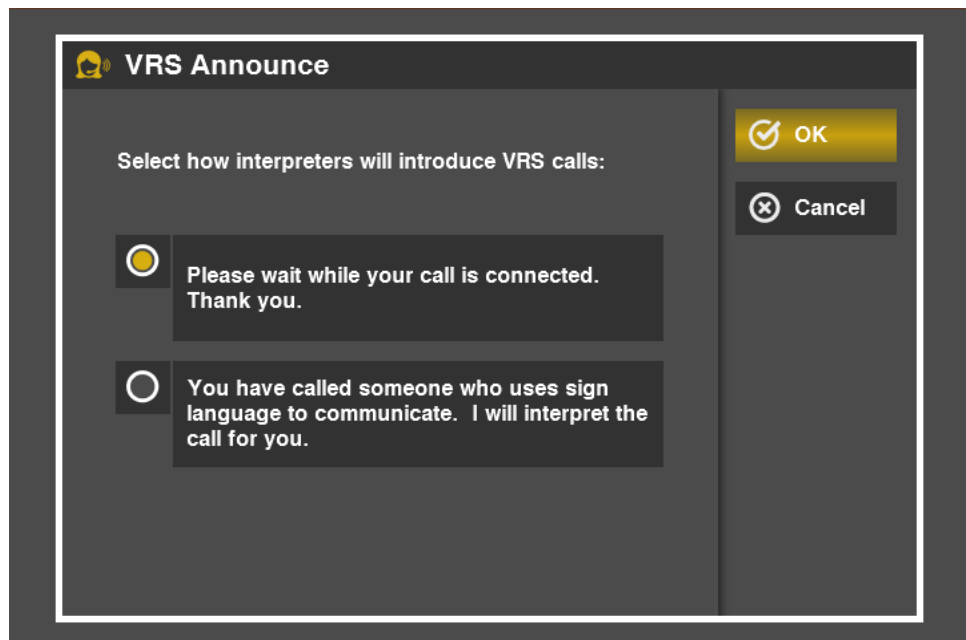 VRS Announce
Select how interpreters will introduce VRS calls:
Please wait while your call is connected.
Thank you.
You have called someone who uses sign
language to communicate.  I will interpret the
call for you.
OK
Cancel